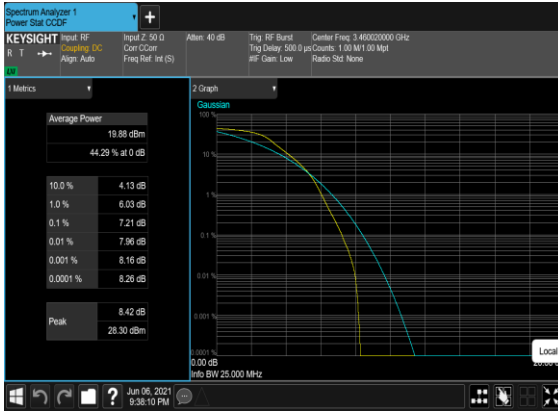 Spectrum Analyzer 1
Power Stat CCDF
KEYSIGHT
R T
Input: RF
Coupling: DC
Align: Auto
Input Z: 50 Ω
Corr CCorr
Freq Ref: Int (S)
Atten: 40 dB
Trig: RF Burst
Trig Delay: 500.0 µs
#IF Gain: Low
Center Freq: 3.460020000 GHz
Counts: 1.00 M/1.00 Mpt
Radio Std: None
1 Metrics
Average Power
19.88 dBm
44.29 % at 0 dB
10.0 % 4.13 dB
1.0 % 6.03 dB
0.1 % 7.21 dB
0.01 % 7.96 dB
0.001 % 8.16 dB
0.0001 % 8.26 dB
Peak
8.42 dB
28.30 dBm
2 Graph
Gaussian
100 %
10 %
1 %
0.1 %
0.01 %
0.001 %
0.0001 %
0.00 dB
Info BW 25.000 MHz
Local
?
Jun 06, 2021
9:38:10 PM